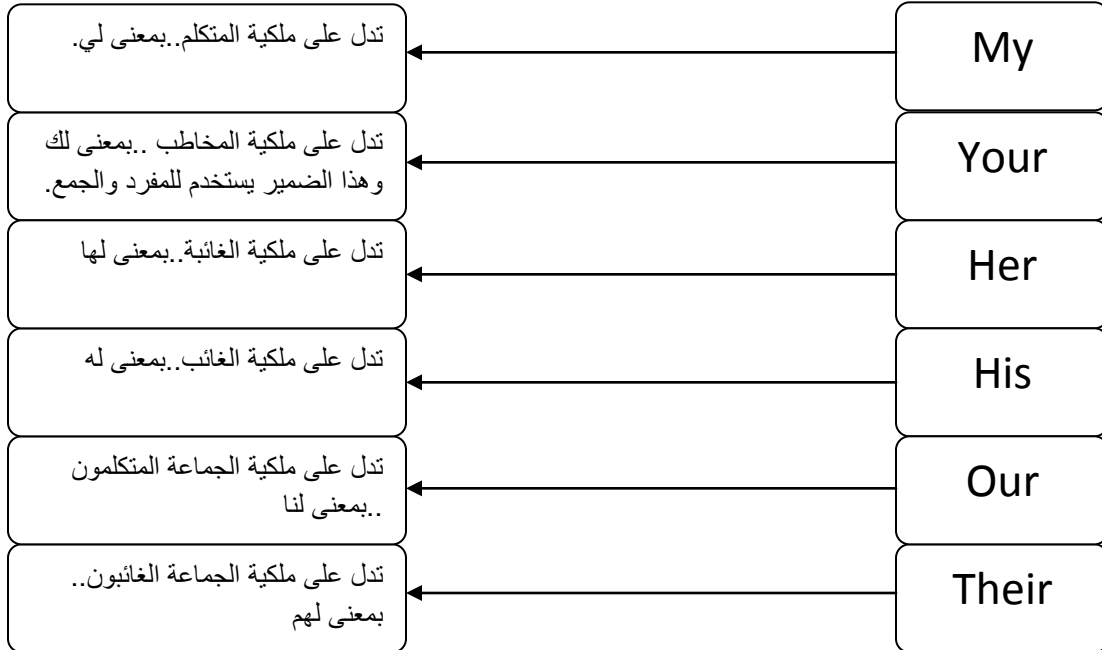 My
تدل على ملكية المتكلم..بمعنى لي.
Your
تدل على ملكية المخاطب ..بمعنى لك
وهذا الضمير يستخدم للمفرد والجمع.
Her
تدل على ملكية الغائبة..بمعنى لها
His
تدل على ملكية الغائب..بمعنى له
Our
تدل على ملكية الجماعة المتكلمون
..بمعنى لنا
Their
تدل على ملكية الجماعة الغائبون..
بمعنى لهم